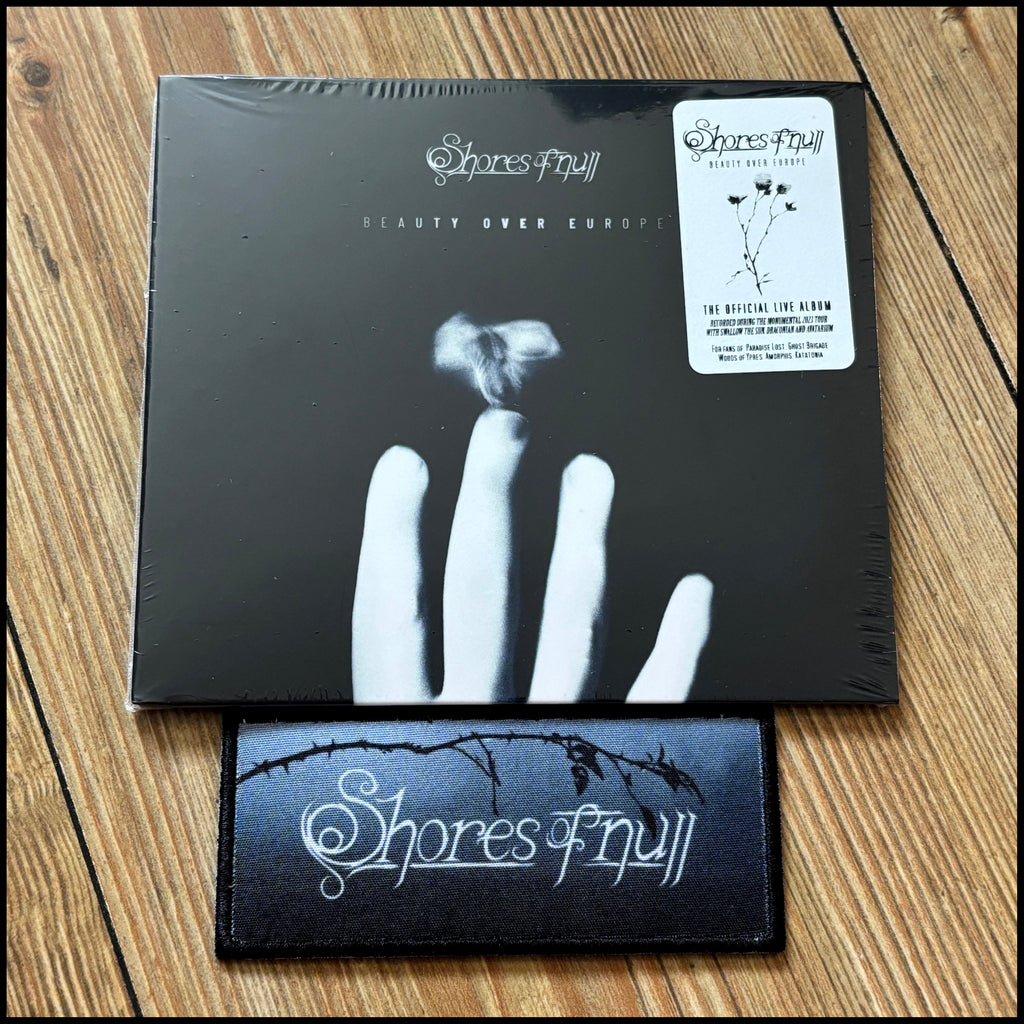 Shores of null
BEAUTY OVER EUROPE
Shores of null
BEAUTY OVER EUROPE
THE OFFICIAL LIVE ALBUM
RECORDED DURING THE MONUMENTAL 2023 TOUR
WITH SWALLOW THE SUN, DRACONIAN AND AVATARIUM
FOR FANS OF PARADISE LOST, GHOST BRIGADE
WOODS OF YPRES, AMORPHIS, KATATONIA
Shores of null